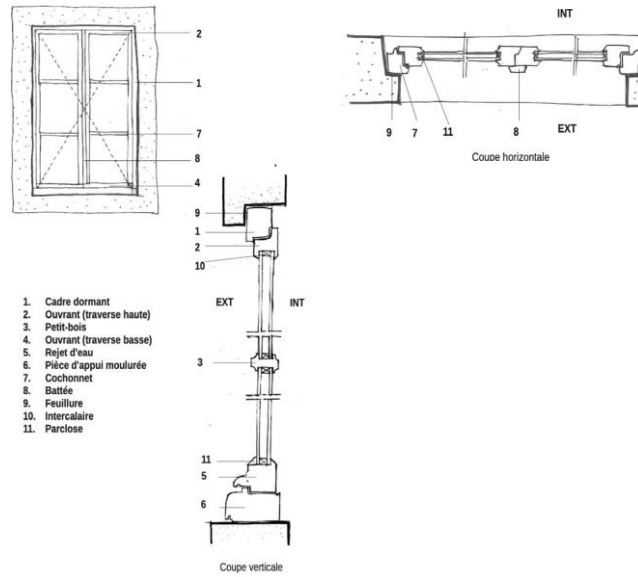 2
1
7
8
4
INT
9 7 11 8
EXT
Coupe horizontale
9
1
2
10
EXT INT
3
11
5
6
Coupe verticale
1. Cadre dormant
2. Ouvrant (traverse haute)
3. Petit-bois
4. Ouvrant (traverse basse)
5. Rejet d'eau
6. Pièce d'appui moulurée
7. Cochonnet
8. Battée
9. Feuillure
10. Intercalaire
11. Parclose